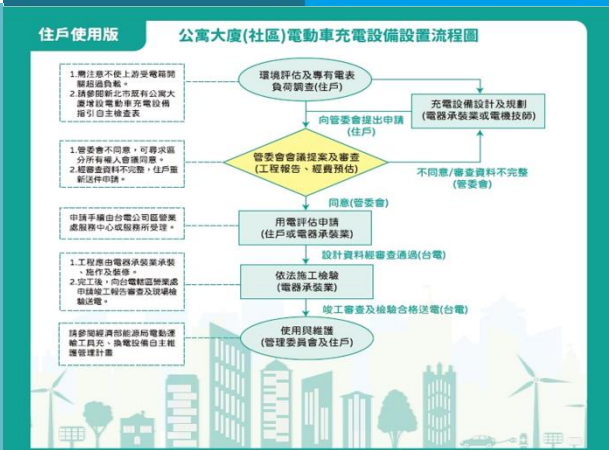 住戶使用版
公寓大廈(社區)電動車充電設備設置流程圖
1.需注意不使上游受電箱開
關超過負載。
2.請參閱新北市既有公寓大
廈增設電動車充電設備
指引自主檢查表
環境評估及專有電表
負荷調查(住戶)
充電設備設計及規劃
(電器承裝業或電機技師)
向管委會提出申請
(住戶)
1.管委會不同意，可尋求區
分所有權人會議同意。
2.經審查資料不完整，住戶重
新送件申請。
管委會會議提案及審查
(工程報告、經費預估)
不同意/審查資料不完整
(管委會)
同意(管委會)
申請手續由台電公司區營業
處服務中心或服務所受理。
用電評估申請
(住戶或電器承裝業)
設計資料經審查通過(台電)
1.工程應由電器承裝業承裝
、施作及裝修。
2.完工後，向台電轄區營業處
申請竣工報告審查及現場檢
驗送電。
依法施工檢驗
(電器承裝業)
竣工審查及檢驗合格送電(台電)
請參閱經濟部能源局電動運
輸工具充、換電設備自主維
護管理計畫
使用與維護
(管理委員會及住戶)